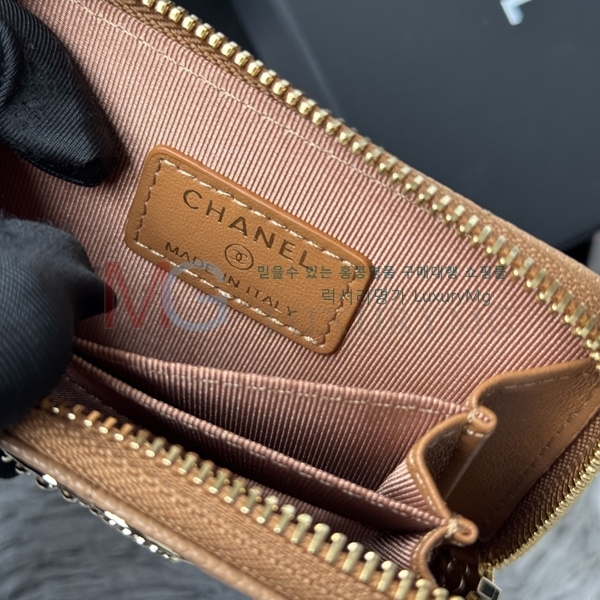 CHANEL
MADE IN ITALY
MG
믿을수 있는 홍콩명품 구매대행 쇼핑몰
럭셔리명가 LuxuryMg